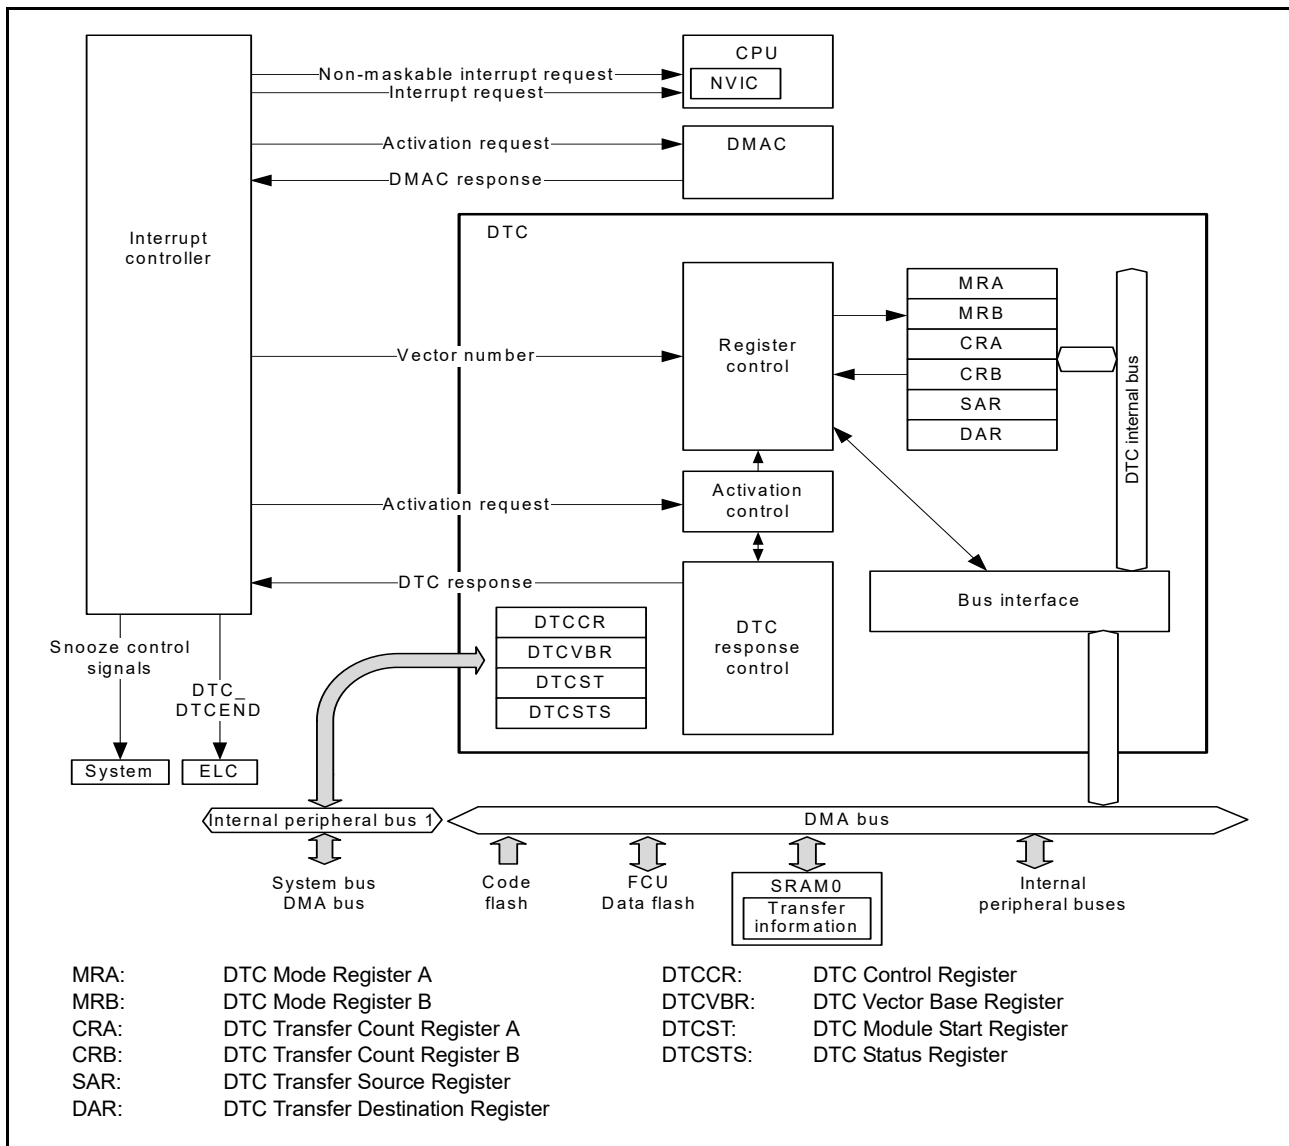 CPU
NVIC
Non-maskable interrupt request
Interrupt request
Activation request
DMAC
DMAC response
Interrupt
controller
DTC
MRA
MRB
CRA
CRB
SAR
DAR
Register
control
Vector number
DTC internal bus
Activation
control
Activation request
DTC response
Bus interface
DTCCR
DTCVBR
DTCST
DTCSTS
DTC
response
control
Snooze control
signals
DTC_
DTCEND
System
ELC
Internal peripheral bus 1
DMA bus
System bus
DMA bus
Code
flash
FCU
Data flash
SRAM0
Transfer
information
Internal
peripheral buses
MRA: DTC Mode Register A
MRB: DTC Mode Register B
CRA: DTC Transfer Count Register A
CRB: DTC Transfer Count Register B
SAR: DTC Transfer Source Register
DAR: DTC Transfer Destination Register
DTCCR: DTC Control Register
DTCVBR: DTC Vector Base Register
DTCST: DTC Module Start Register
DTCSTS: DTC Status Register